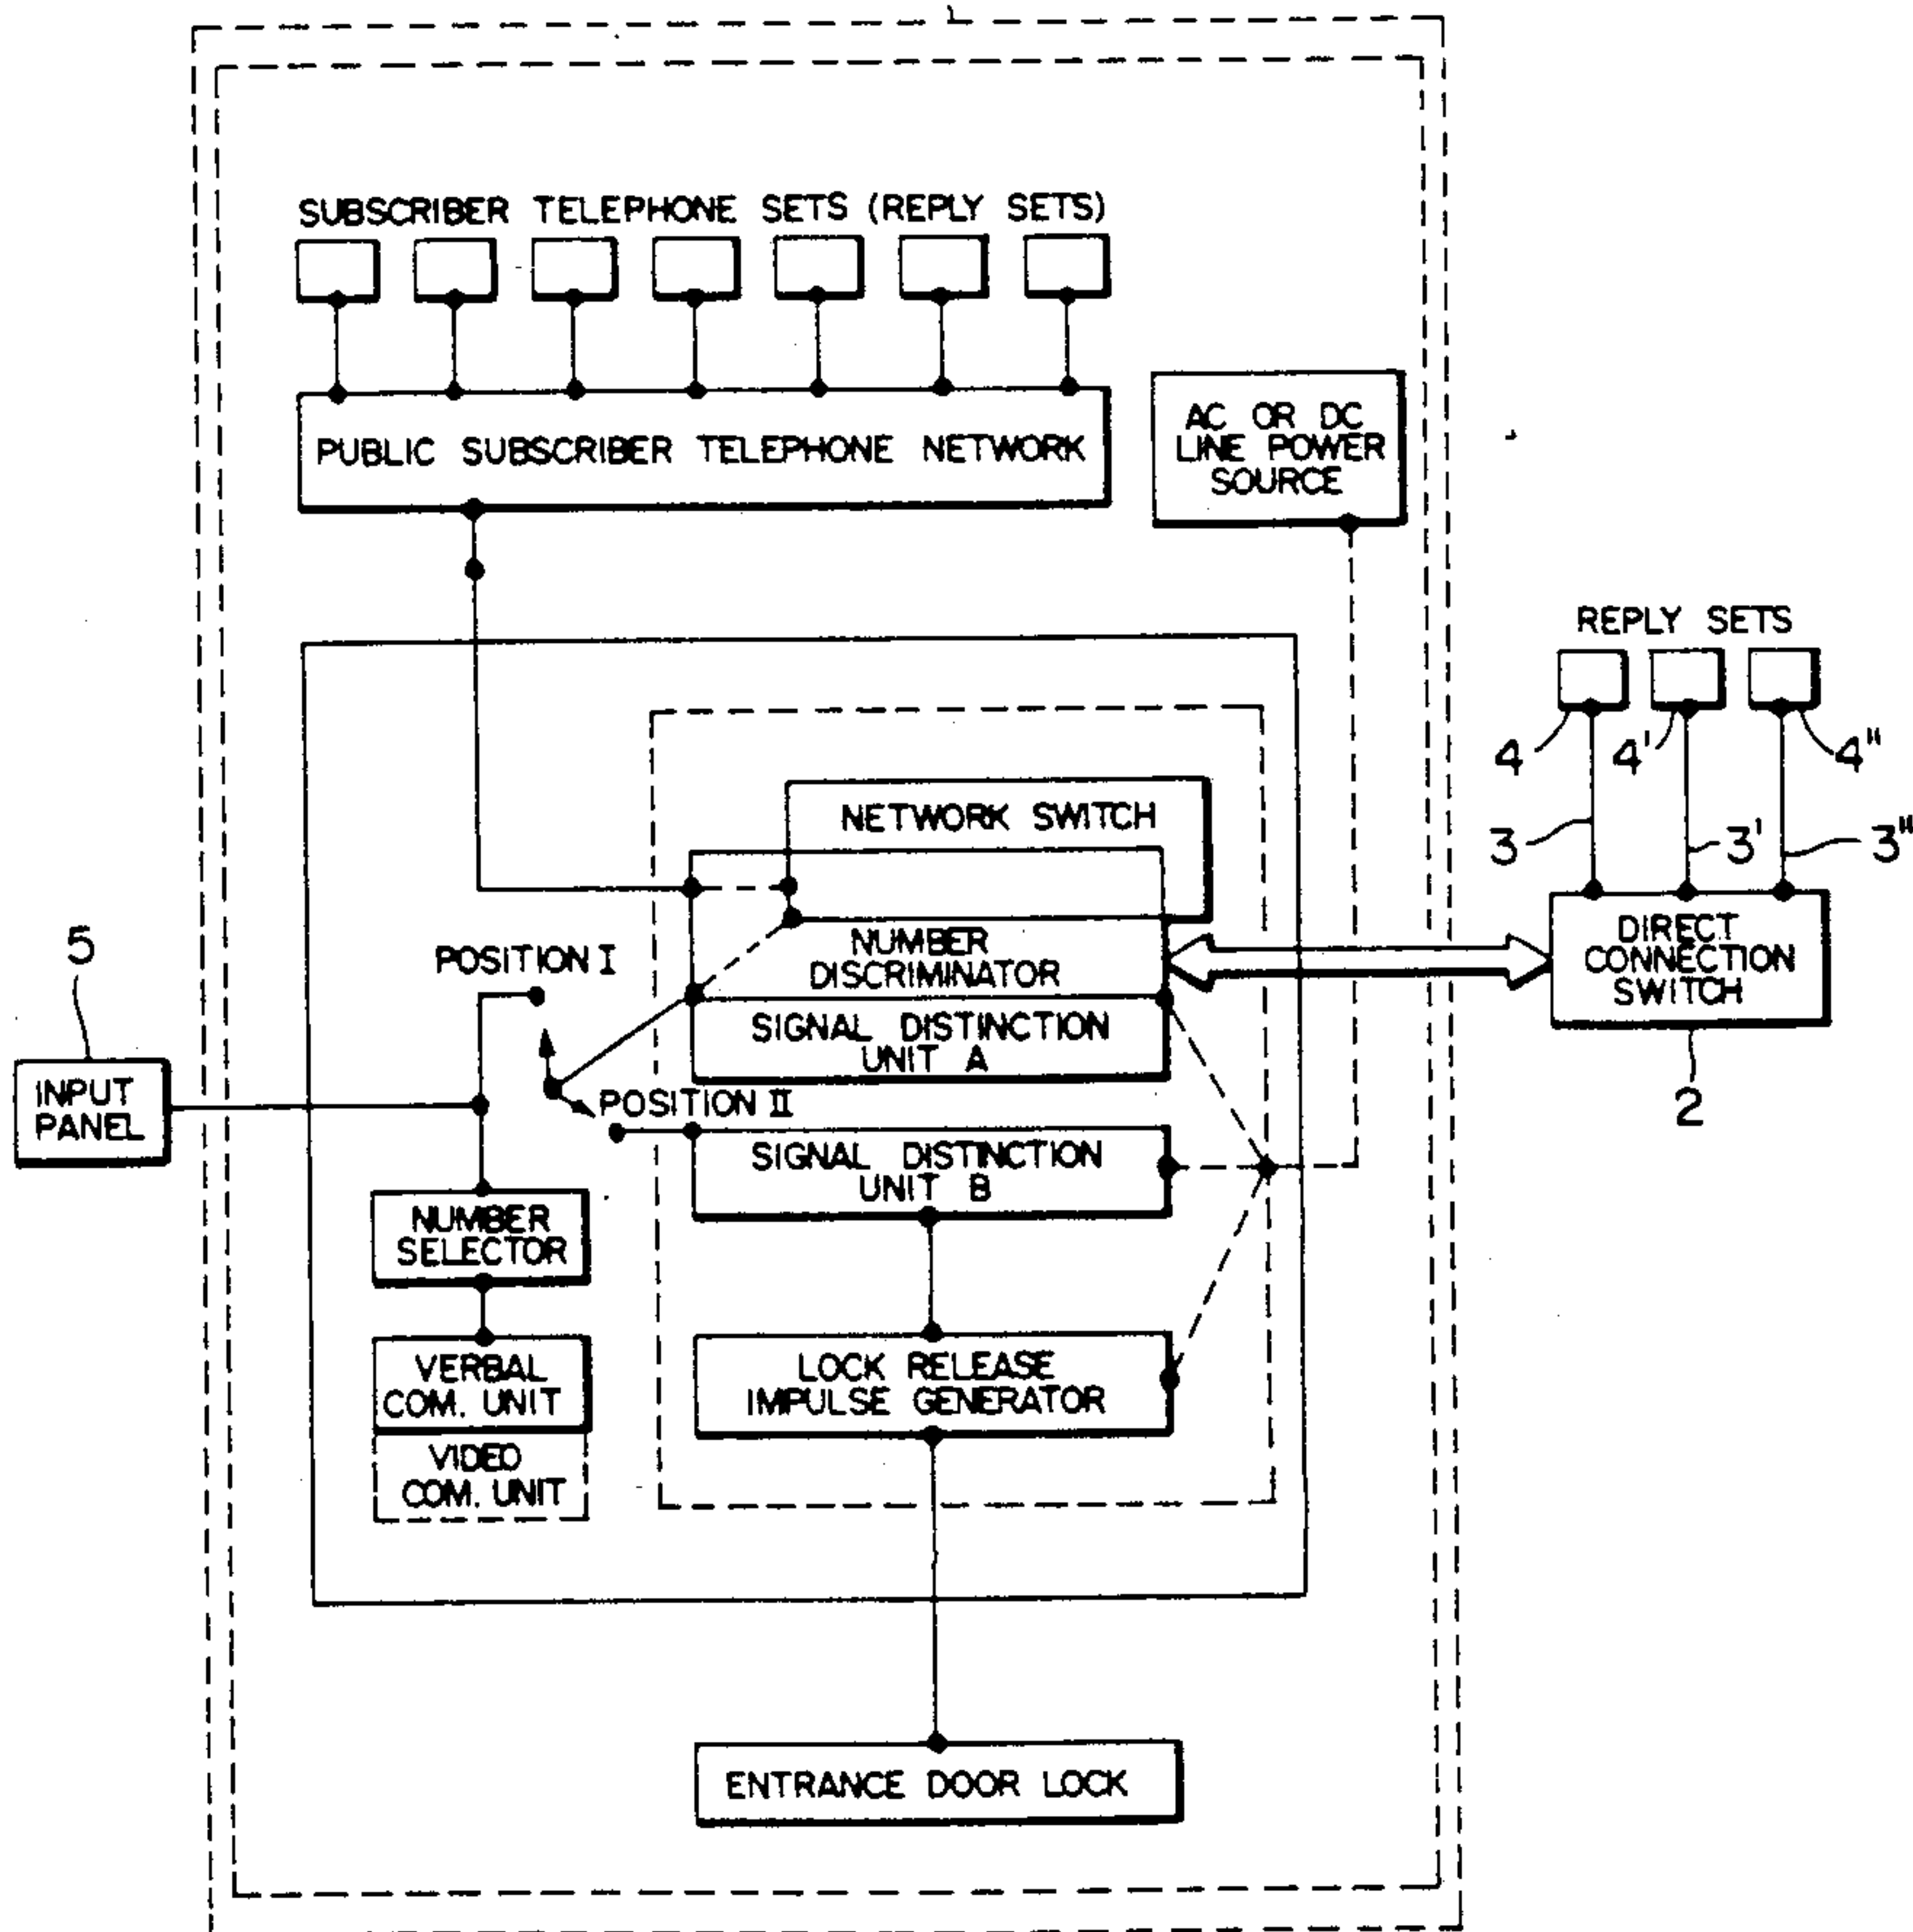 SUBSCRIBER TELEPHONE SETS (REPLY SETS)
PUBLIC SUBSCRIBER TELEPHONE NETWORK
AC OR DC
LINE POWER
SOURCE
REPLY SETS
4
4'
4"
3
3'
3"
NETWORK SWITCH
NUMBER
DISCRIMINATOR
DIRECT
CONNECTION
SWITCH
2
5
POSITION I
SIGNAL DISTINCTION
UNIT A
INPUT
PANEL
POSITION II
SIGNAL DISTINCTION
UNIT B
NUMBER
SELECTOR
VERBAL
COM. UNIT
LOCK RELEASE
IMPULSE GENERATOR
VIDEO
COM. UNIT
ENTRANCE DOOR LOCK